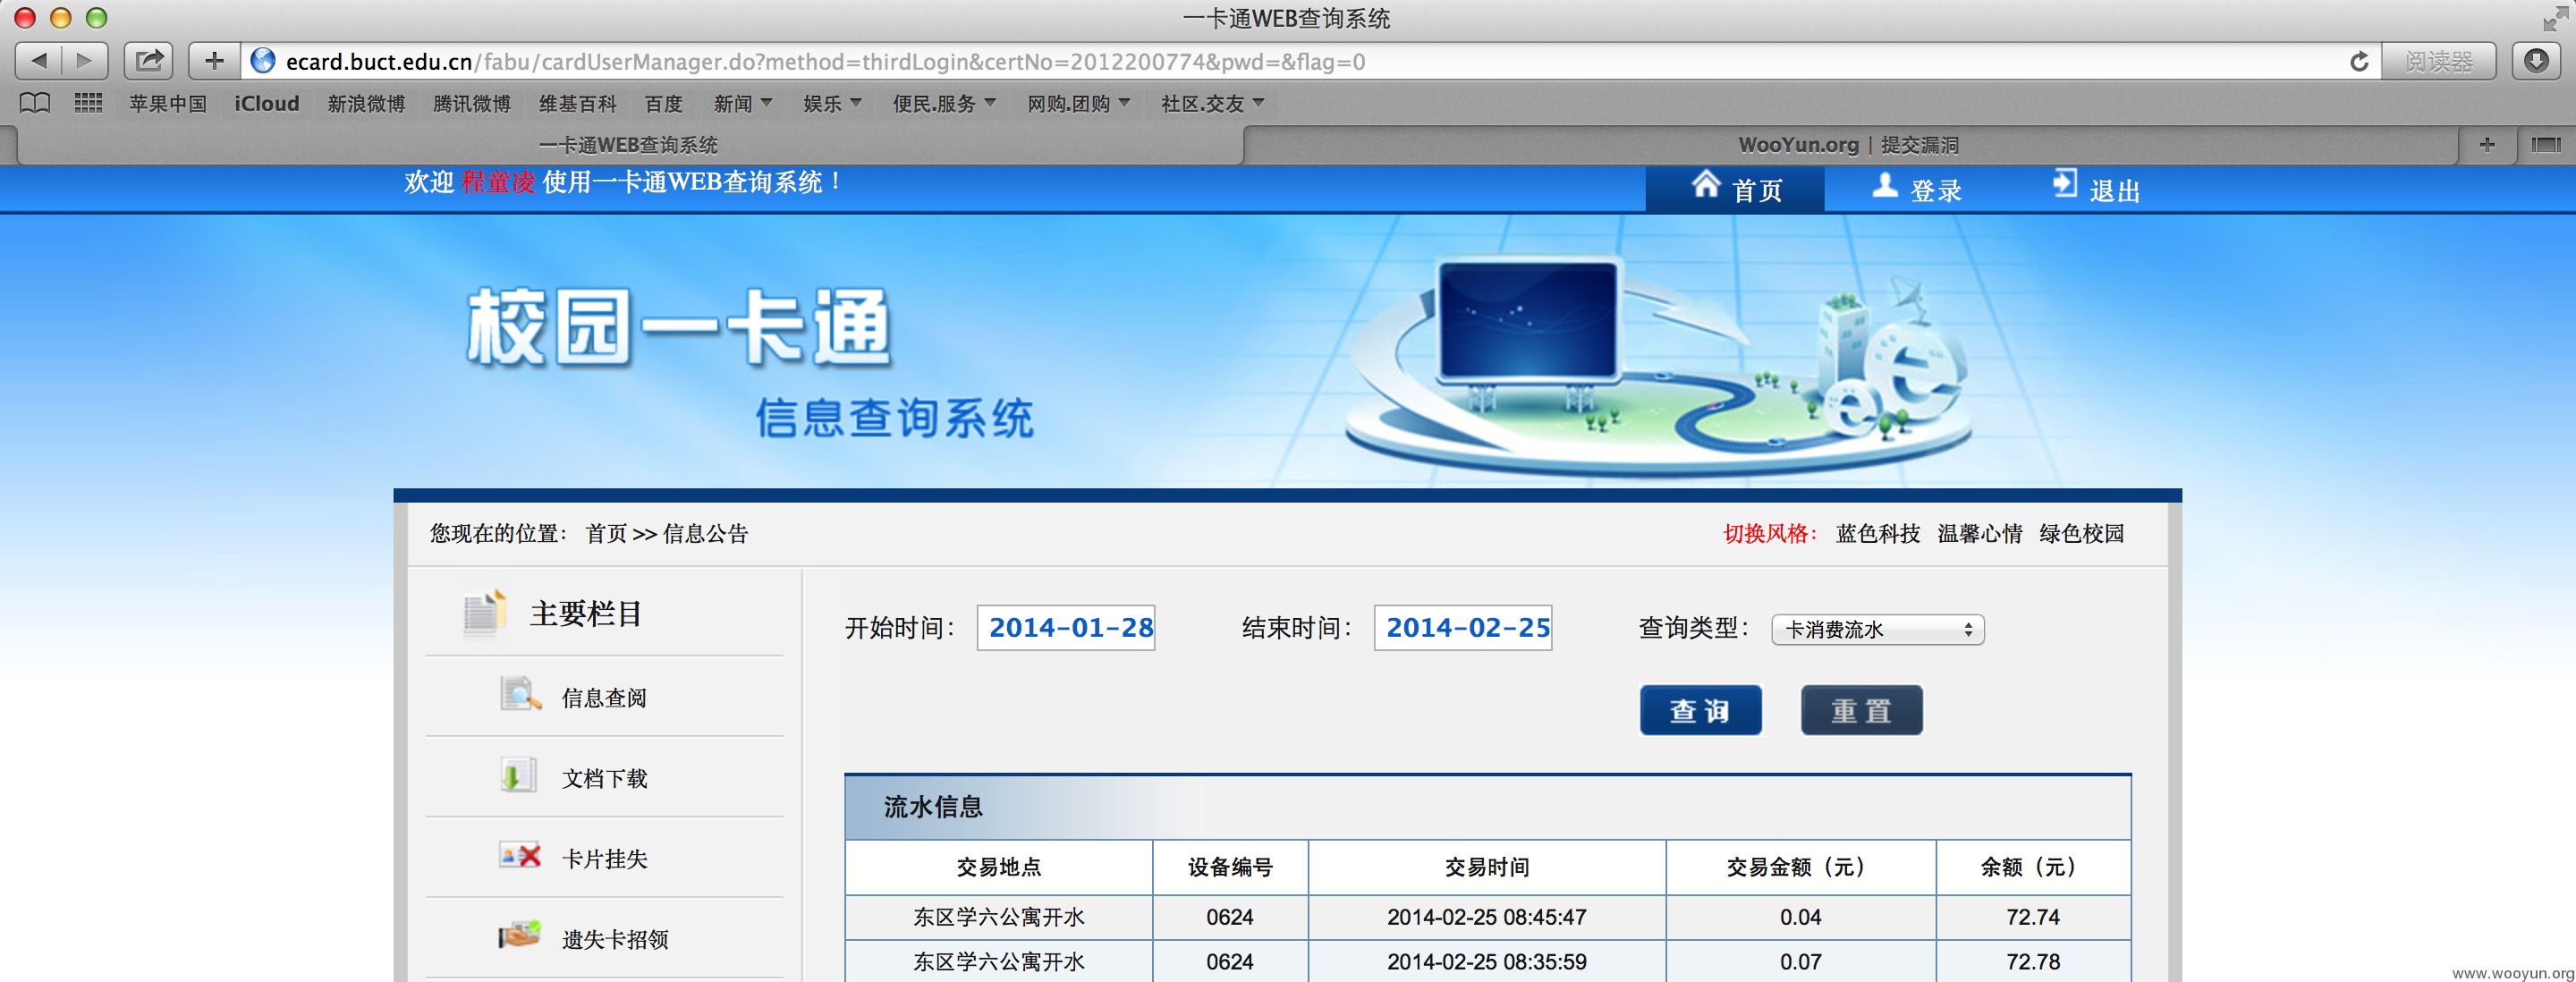 一卡通WEB查询系统
ecard.buct.edu.cn/fabu/cardUserManager.do?method=thirdLogin&certNo=2012200774&pwd=&flag=0
阅读器
苹果中国 iCloud 新浪微博 腾讯微博 维基百科 百度 新闻 娱乐 便民.服务 网购.团购 社区.交友
一卡通WEB查询系统 WooYun.org | 提交漏洞
欢迎 程童凌 使用一卡通WEB查询系统！ 首页 登录 退出
校园一卡通
信息查询系统
您现在的位置： 首页 >> 信息公告 切换风格： 蓝色科技 温馨心情 绿色校园
主要栏目
信息查阅
文档下载
卡片挂失
遗失卡招领
开始时间： 2014-01-28 结束时间： 2014-02-25 查询类型： 卡消费流水
查询 重置
流水信息
交易地点 设备编号 交易时间 交易金额（元） 余额（元）
东区学六公寓开水 0624 2014-02-25 08:45:47 0.04 72.74
东区学六公寓开水 0624 2014-02-25 08:35:59 0.07 72.78
www.wooyun.org